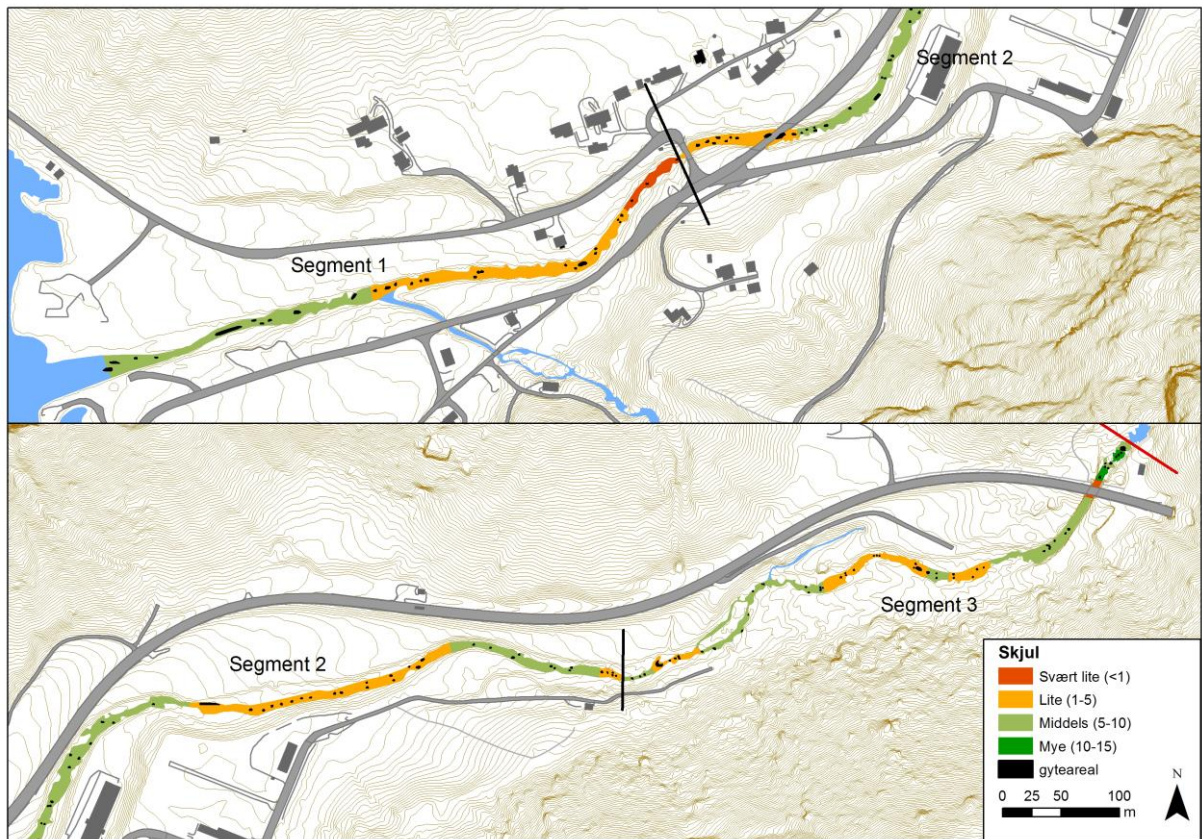 Segment 2
Segment 1
Segment 2
Segment 3
Skjul
Svært lite (<1)
Lite (1-5)
Middels (5-10)
Mye (10-15)
gyteareal
N
0 25 50 100
m